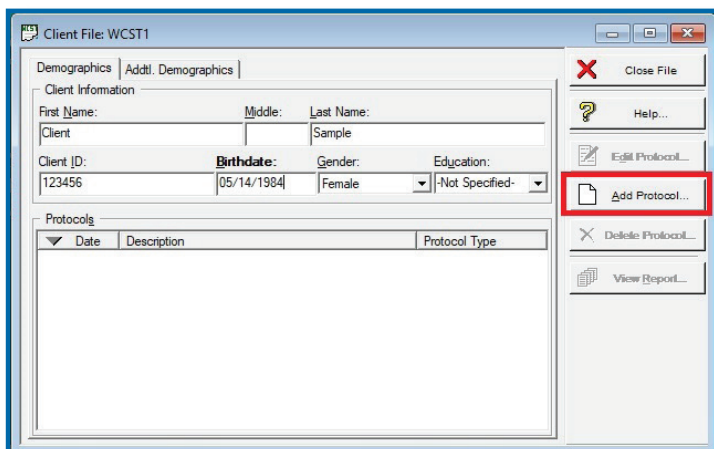 WCST
Client File: WCST1
Demographics Addtl. Demographics
Client Information
First Name: Middle: Last Name:
Client Sample
Client ID: Birthdate: Gender: Education:
123456 05/14/1984 Female -Not Specified-
Protocols
Date Description Protocol Type
Close File
Help...
Edit Protocol...
Add Protocol...
Delete Protocol...
View Report...